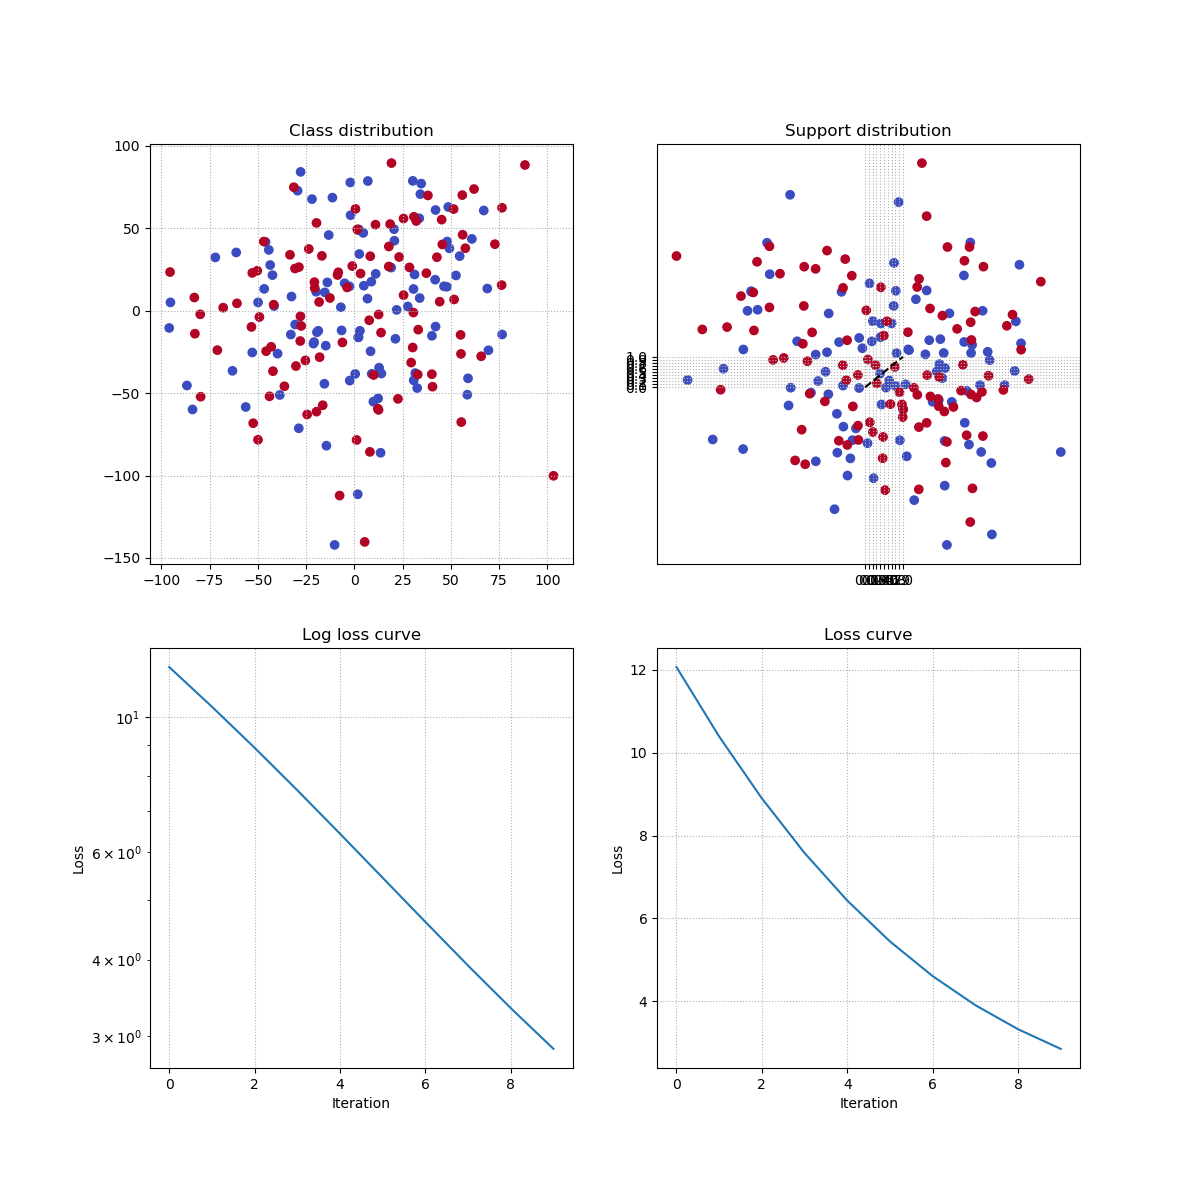 Class distribution
100
50
0
−50
−100
−150
−100 −75 −50 −25 0 25 50 75 100
Support distribution
Log loss curve
Loss
10¹
6 × 10⁰
4 × 10⁰
3 × 10⁰
0 2 4 6 8
Iteration
Loss curve
Loss
12
10
8
6
4
0 2 4 6 8
Iteration